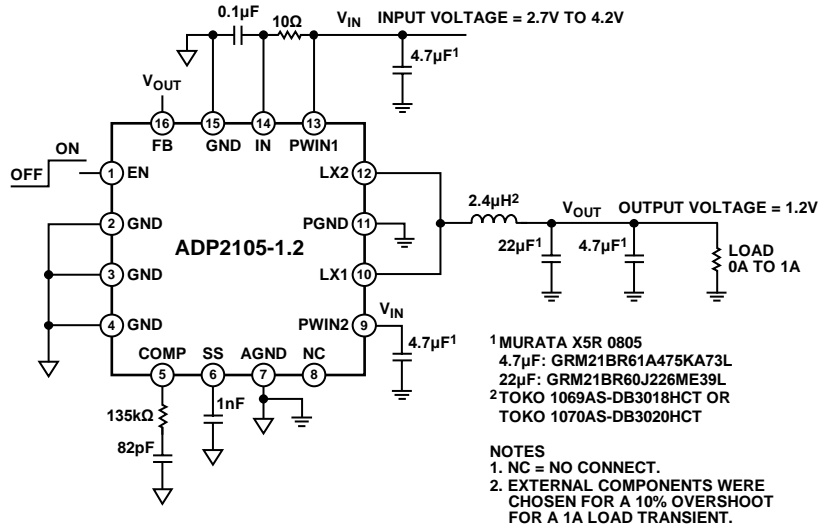 0.1µF
10Ω
VIN
INPUT VOLTAGE = 2.7V TO 4.2V
4.7µF1
VOUT
16
15
14
13
FB
GND
IN
PWIN1
ON
OFF
1
EN
2
GND
3
GND
4
GND
ADP2105-1.2
LX2
12
PGND
11
LX1
10
PWIN2
9
2.4µH2
VOUT
OUTPUT VOLTAGE = 1.2V
22µF1
4.7µF1
LOAD
0A TO 1A
VIN
4.7µF1
COMP
SS
AGND
NC
5
6
7
8
135kΩ
82pF
1nF
1 MURATA X5R 0805
4.7µF: GRM21BR61A475KA73L
22µF: GRM21BR60J226ME39L
2 TOKO 1069AS-DB3018HCT OR
TOKO 1070AS-DB3020HCT
NOTES
1. NC = NO CONNECT.
2. EXTERNAL COMPONENTS WERE
CHOSEN FOR A 10% OVERSHOOT
FOR A 1A LOAD TRANSIENT.